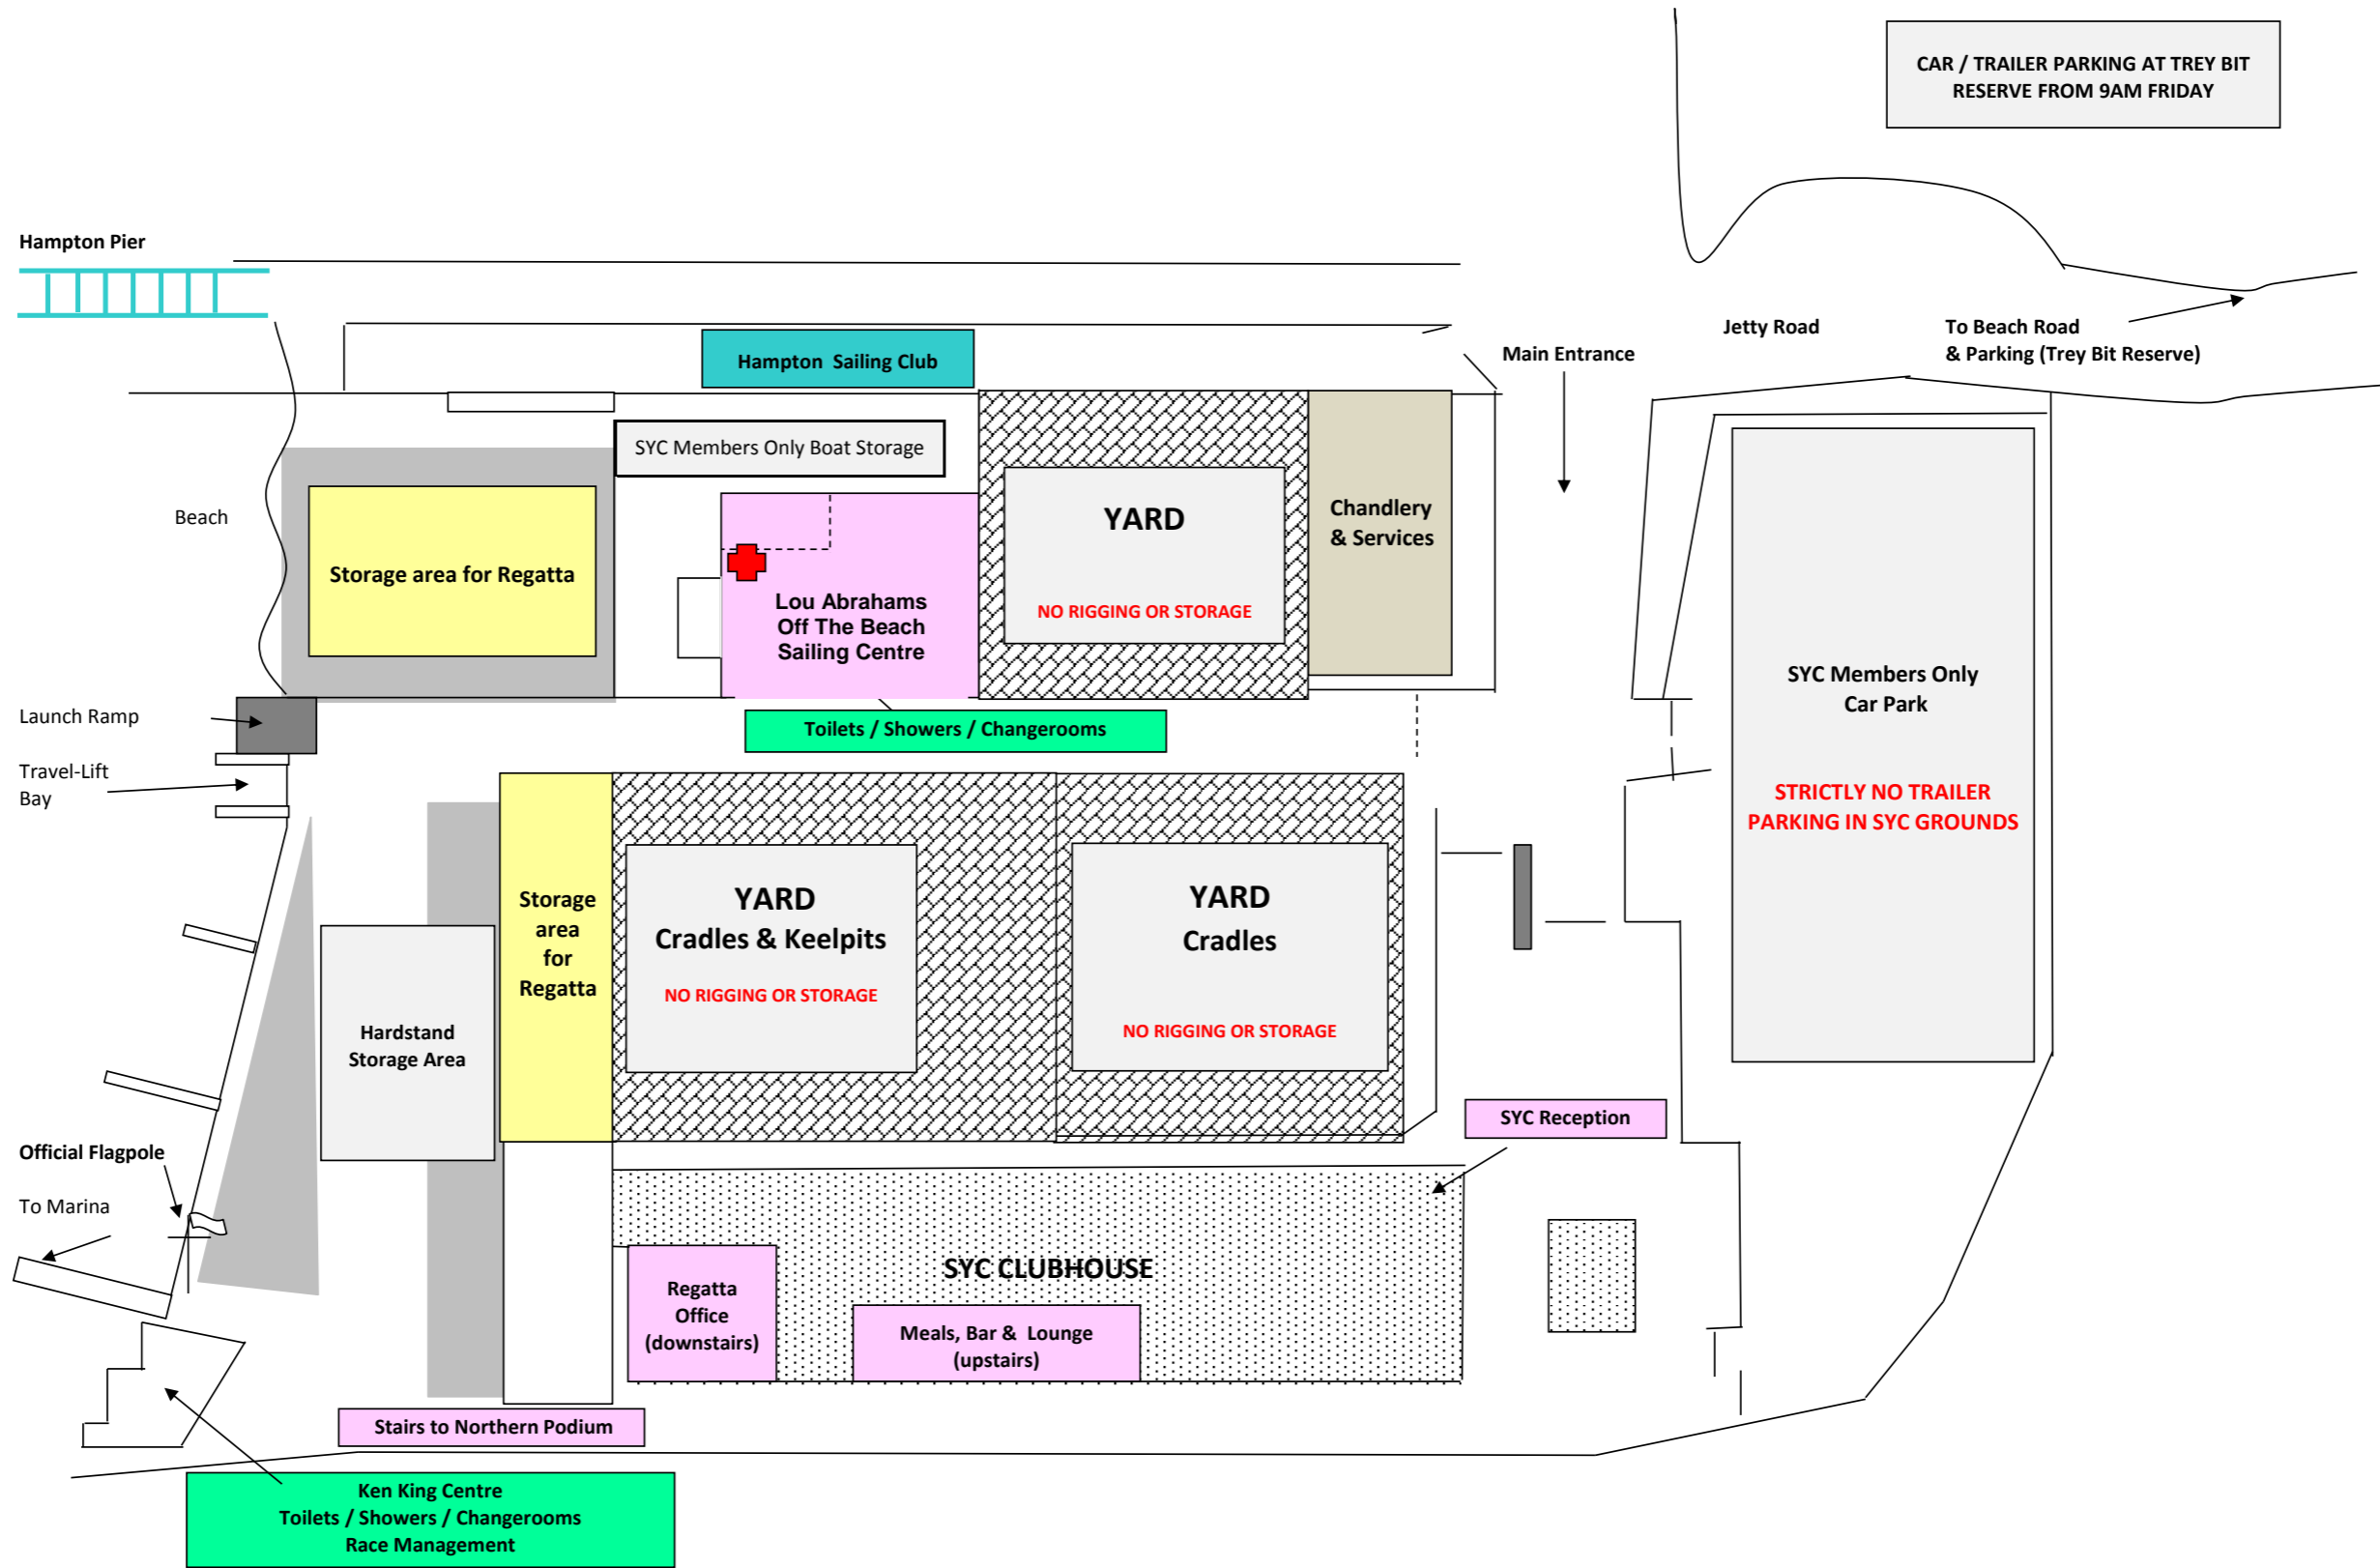 CAR / TRAILER PARKING AT TREY BIT
RESERVE FROM 9AM FRIDAY
Hampton Pier
Jetty Road
To Beach Road
& Parking (Trey Bit Reserve)
Main Entrance
Hampton  Sailing Club
SYC Members Only Boat Storage
Beach
Storage area for Regatta
YARD
NO RIGGING OR STORAGE
Chandlery
& Services
Lou Abrahams
Off The Beach
Sailing Centre
SYC Members Only
Car Park
STRICTLY NO TRAILER
PARKING IN SYC GROUNDS
Launch Ramp
Toilets / Showers / Changerooms
Travel-Lift
Bay
Storage
area
for
Regatta
YARD
Cradles & Keelpits
NO RIGGING OR STORAGE
YARD
Cradles
NO RIGGING OR STORAGE
Hardstand
Storage Area
SYC Reception
Official Flagpole
To Marina
SYC CLUBHOUSE
Regatta
Office
(downstairs)
Meals, Bar &  Lounge
(upstairs)
Stairs to Northern Podium
Ken King Centre
Toilets / Showers / Changerooms
Race Management